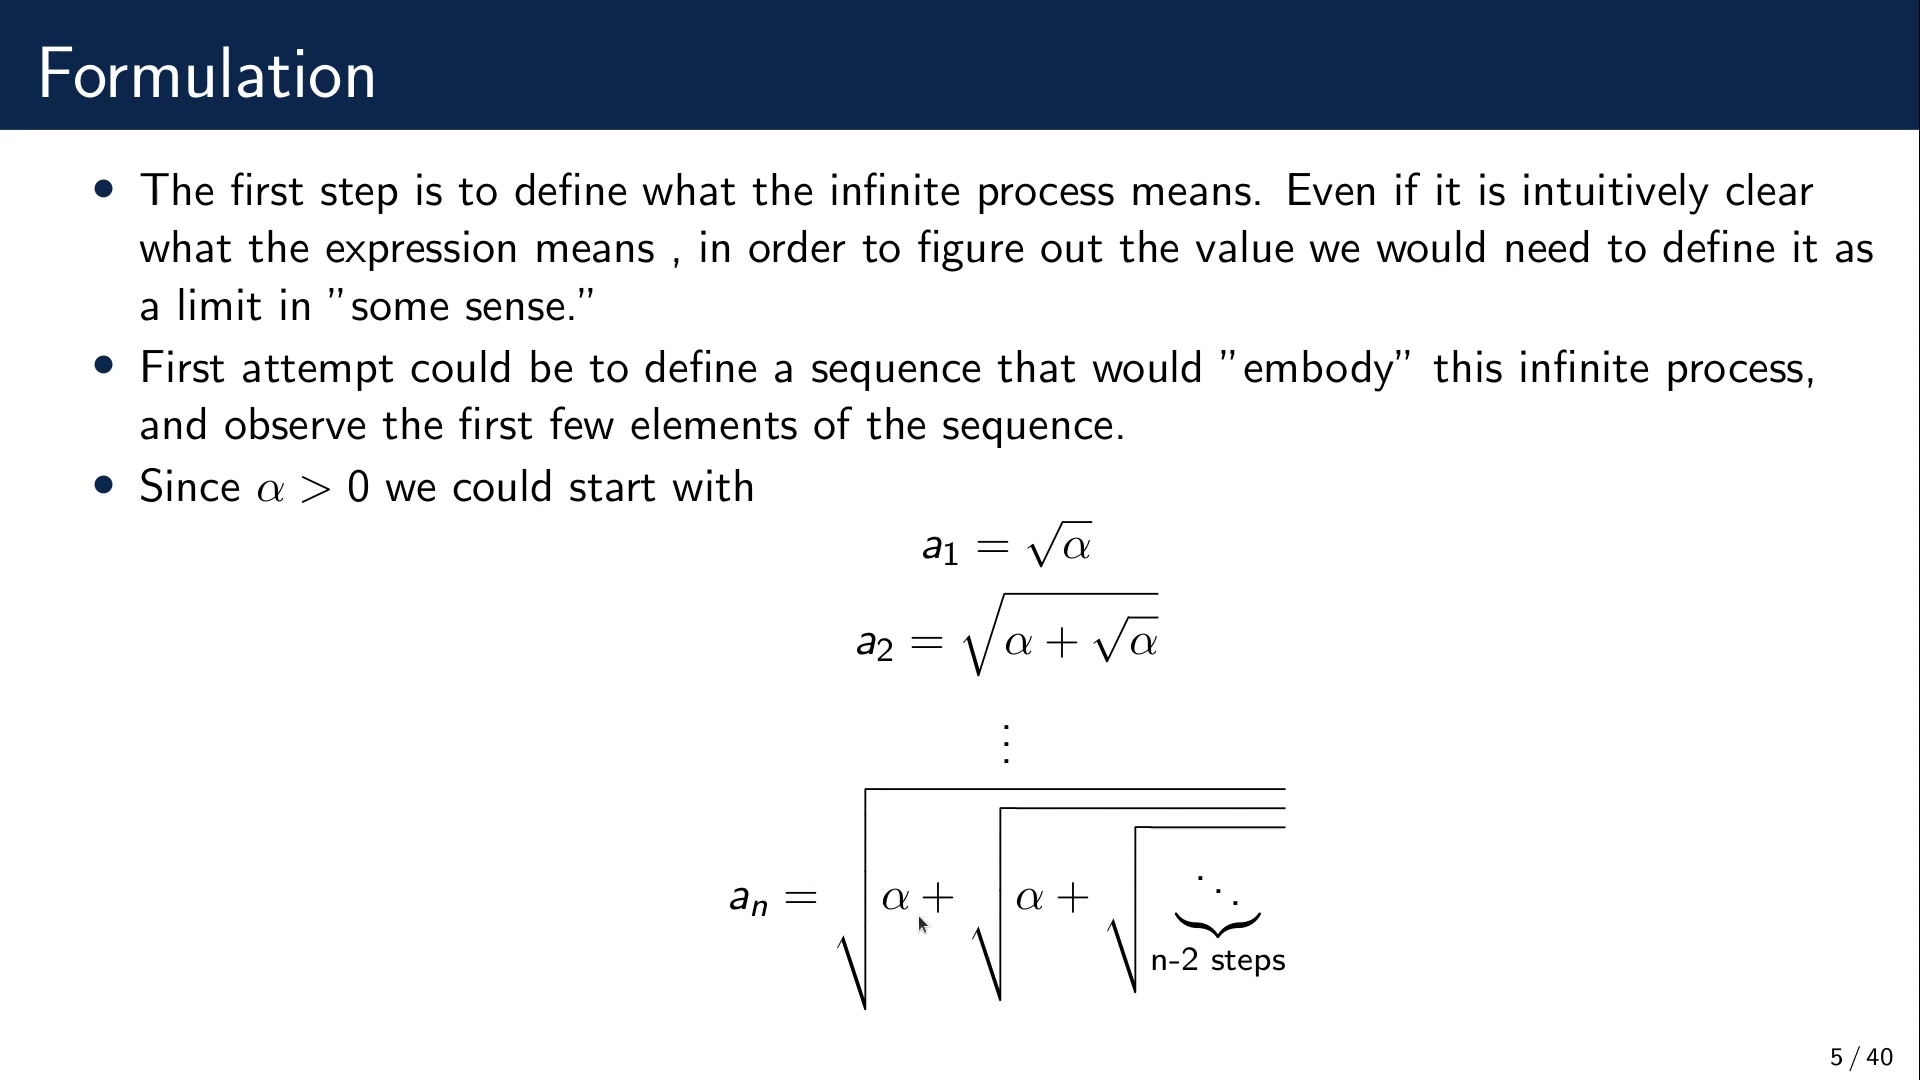 Formulation
• The first step is to define what the infinite process means. Even if it is intuitively clear
what the expression means , in order to figure out the value we would need to define it as
a limit in ”some sense.”
• First attempt could be to define a sequence that would ”embody” this infinite process,
and observe the first few elements of the sequence.
• Since α > 0 we could start with
a₁ = √α
a₂ = √(α + √α)
⋮
aₙ = √(α + √(α + √(⋱)))
n-2 steps
5 / 40